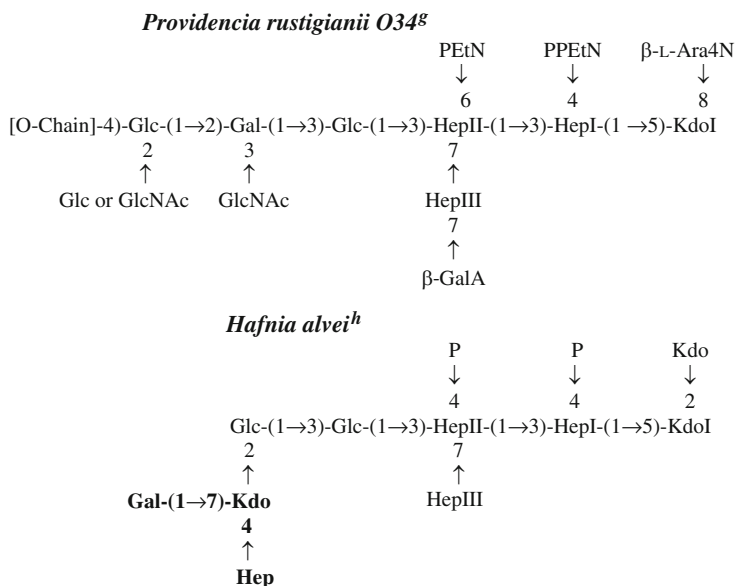 Providencia rustigianii O34g
PEtN PPEtN β-L-Ara4N
↓ ↓ ↓
6 4 8
[O-Chain]-4)-Glc-(1→2)-Gal-(1→3)-Glc-(1→3)-HepII-(1→3)-HepI-(1 →5)-KdoI
2 3 7
↑ ↑ ↑
Glc or GlcNAc GlcNAc HepIII
7
↑
β-GalA
Hafnia alveih
P P Kdo
↓ ↓ ↓
4 4 2
Glc-(1→3)-Glc-(1→3)-HepII-(1→3)-HepI-(1→5)-KdoI
2 7
↑ ↑
Gal-(1→7)-Kdo HepIII
4
↑
Hep